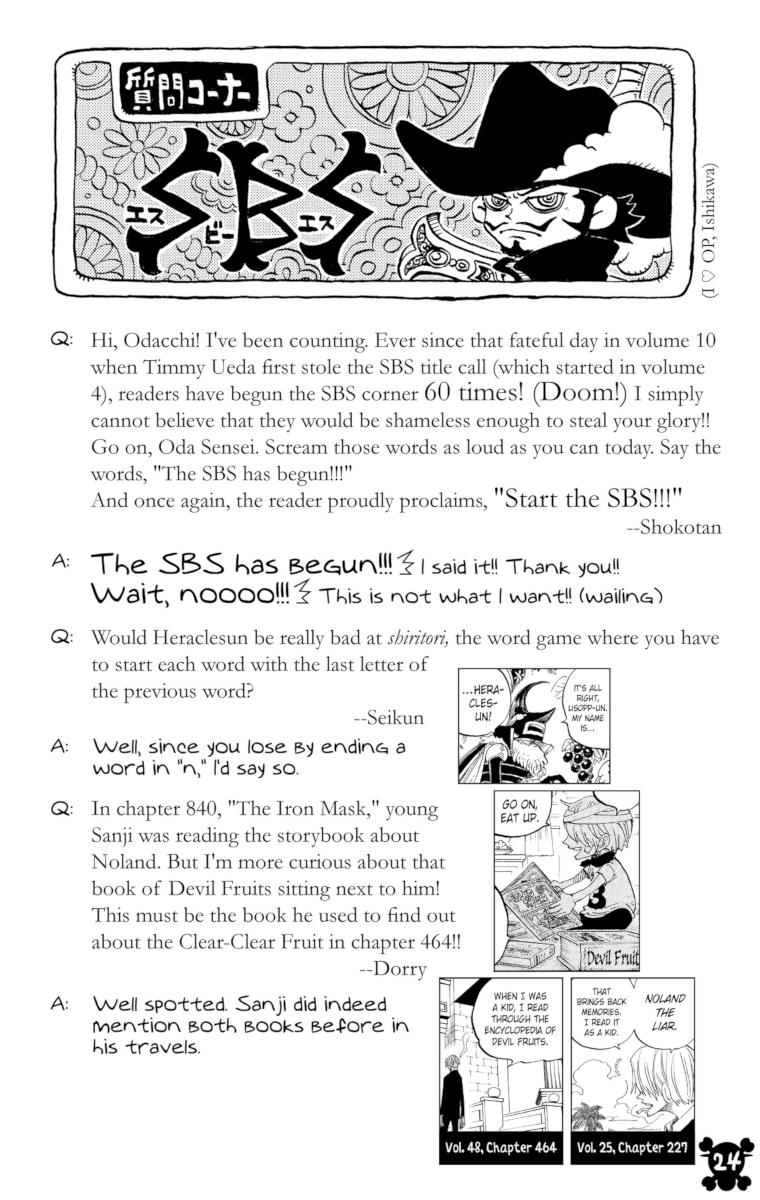 質問コーナー
SBS
エス ビー エス
(I ♡ OP, Ishikawa)
Q: Hi, Odacchi! I've been counting. Ever since that fateful day in volume 10
when Timmy Ueda first stole the SBS title call (which started in volume
4), readers have begun the SBS corner 60 times! (Doom!) I simply
cannot believe that they would be shameless enough to steal your glory!!
Go on, Oda Sensei. Scream those words as loud as you can today. Say the
words, "The SBS has begun!!!"
And once again, the reader proudly proclaims, "Start the SBS!!!"
--Shokotan
A: The SBS has begun!!! I said it!! Thank you!!
Wait, noooo!!! This is not what I want!! (wailing)
Q: Would Heraclesun be really bad at shiritori, the word game where you have
to start each word with the last letter of
the previous word?
--Seikun
A: Well, since you lose by ending a
word in "n," I'd say so.
IT'S ALL
RIGHT,
USOPP-UN.
MY NAME
IS...
...HERA-
CLES-
UN!
Q: In chapter 840, "The Iron Mask," young
Sanji was reading the storybook about
Noland. But I'm more curious about that
book of Devil Fruits sitting next to him!
This must be the book he used to find out
about the Clear-Clear Fruit in chapter 464!!
--Dorry
GO ON,
EAT UP.
3
Devil Fruit
A: Well spotted. Sanji did indeed
mention both books before in
his travels.
WHEN I WAS
A KID, I READ
THROUGH THE
ENCYCLOPEDIA OF
DEVIL FRUITS.
Vol. 48, Chapter 464
NOLAND
THE
LIAR.
THAT
BRINGS BACK
MEMORIES.
I READ IT
AS A KID.
Vol. 25, Chapter 227
24